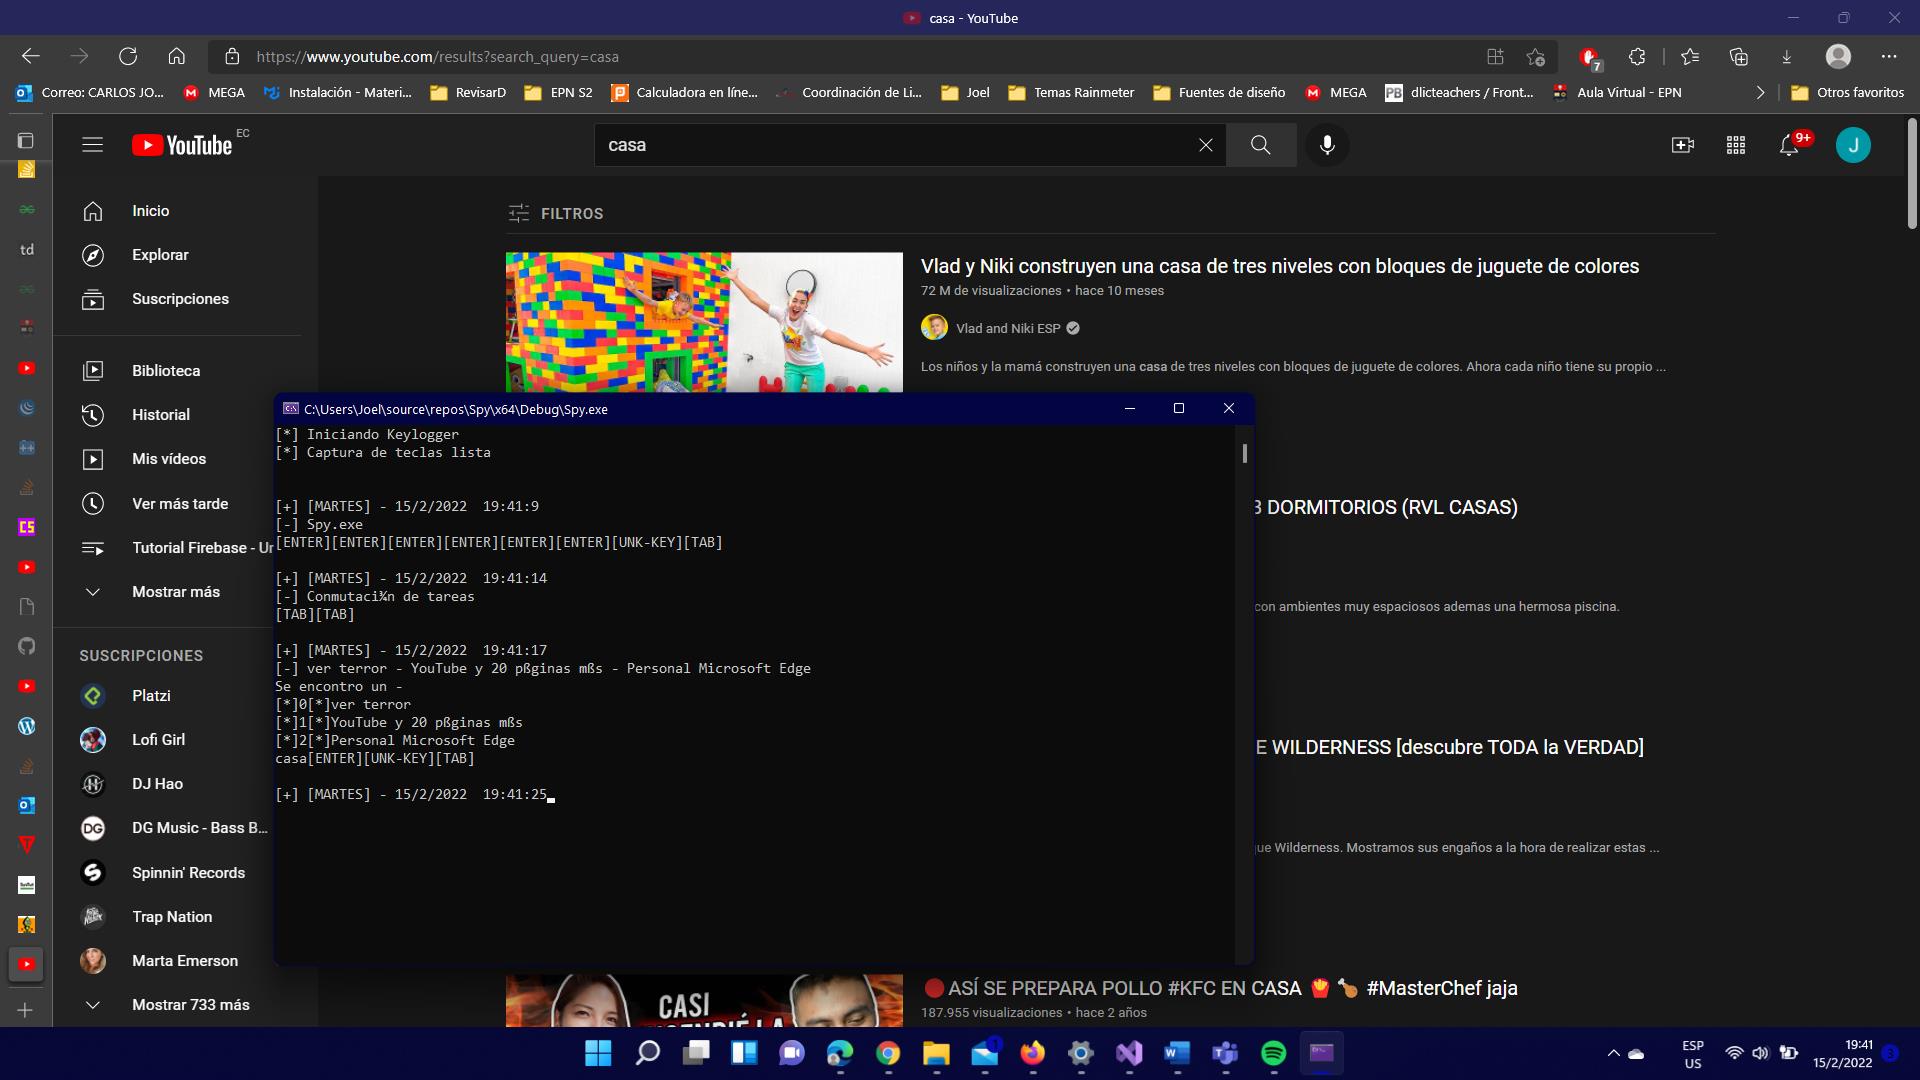 casa - YouTube
https://www.youtube.com/results?search_query=casa
7
Correo: CARLOS JO...
MEGA
Instalación - Materi...
RevisarD
EPN S2
Calculadora en líne...
Coordinación de Li...
Joel
Temas Rainmeter
Fuentes de diseño
MEGA
PB
dlicteachers / Front...
Aula Virtual - EPN
Otros favoritos
YouTube EC
casa
9+
J
td
Inicio
Explorar
Suscripciones
Biblioteca
Historial
Mis vídeos
Ver más tarde
Tutorial Firebase - Un
Mostrar más
SUSCRIPCIONES
Platzi
Lofi Girl
DJ Hao
DG
DG Music - Bass B...
Spinnin' Records
Trap Nation
Marta Emerson
Mostrar 733 más
FILTROS
Vlad y Niki construyen una casa de tres niveles con bloques de juguete de colores
72 M de visualizaciones • hace 10 meses
Vlad and Niki ESP
Los niños y la mamá construyen una casa de tres niveles con bloques de juguete de colores. Ahora cada niño tiene su propio ...
C:\Users\Joel\source\repos\Spy\x64\Debug\Spy.exe
[*] Iniciando Keylogger
[*] Captura de teclas lista
[+] [MARTES] - 15/2/2022  19:41:9
[-] Spy.exe
[ENTER][ENTER][ENTER][ENTER][ENTER][ENTER][UNK-KEY][TAB]
[+] [MARTES] - 15/2/2022  19:41:14
[-] Conmutaci¾n de tareas
[TAB][TAB]
[+] [MARTES] - 15/2/2022  19:41:17
[-] ver terror - YouTube y 20 pßginas mßs - Personal Microsoft Edge
Se encontro un -
[*]0[*]ver terror
[*]1[*]YouTube y 20 pßginas mßs
[*]2[*]Personal Microsoft Edge
casa[ENTER][UNK-KEY][TAB]
[+] [MARTES] - 15/2/2022  19:41:25
3 DORMITORIOS (RVL CASAS)
con ambientes muy espaciosos ademas una hermosa piscina.
E WILDERNESS [descubre TODA la VERDAD]
que Wilderness. Mostramos sus engaños a la hora de realizar estas ...
CASI
ASÍ SE PREPARA POLLO #KFC EN CASA 🍟 🍗 #MasterChef jaja
187.955 visualizaciones • hace 2 años
ESP
US
19:41
15/2/2022
3